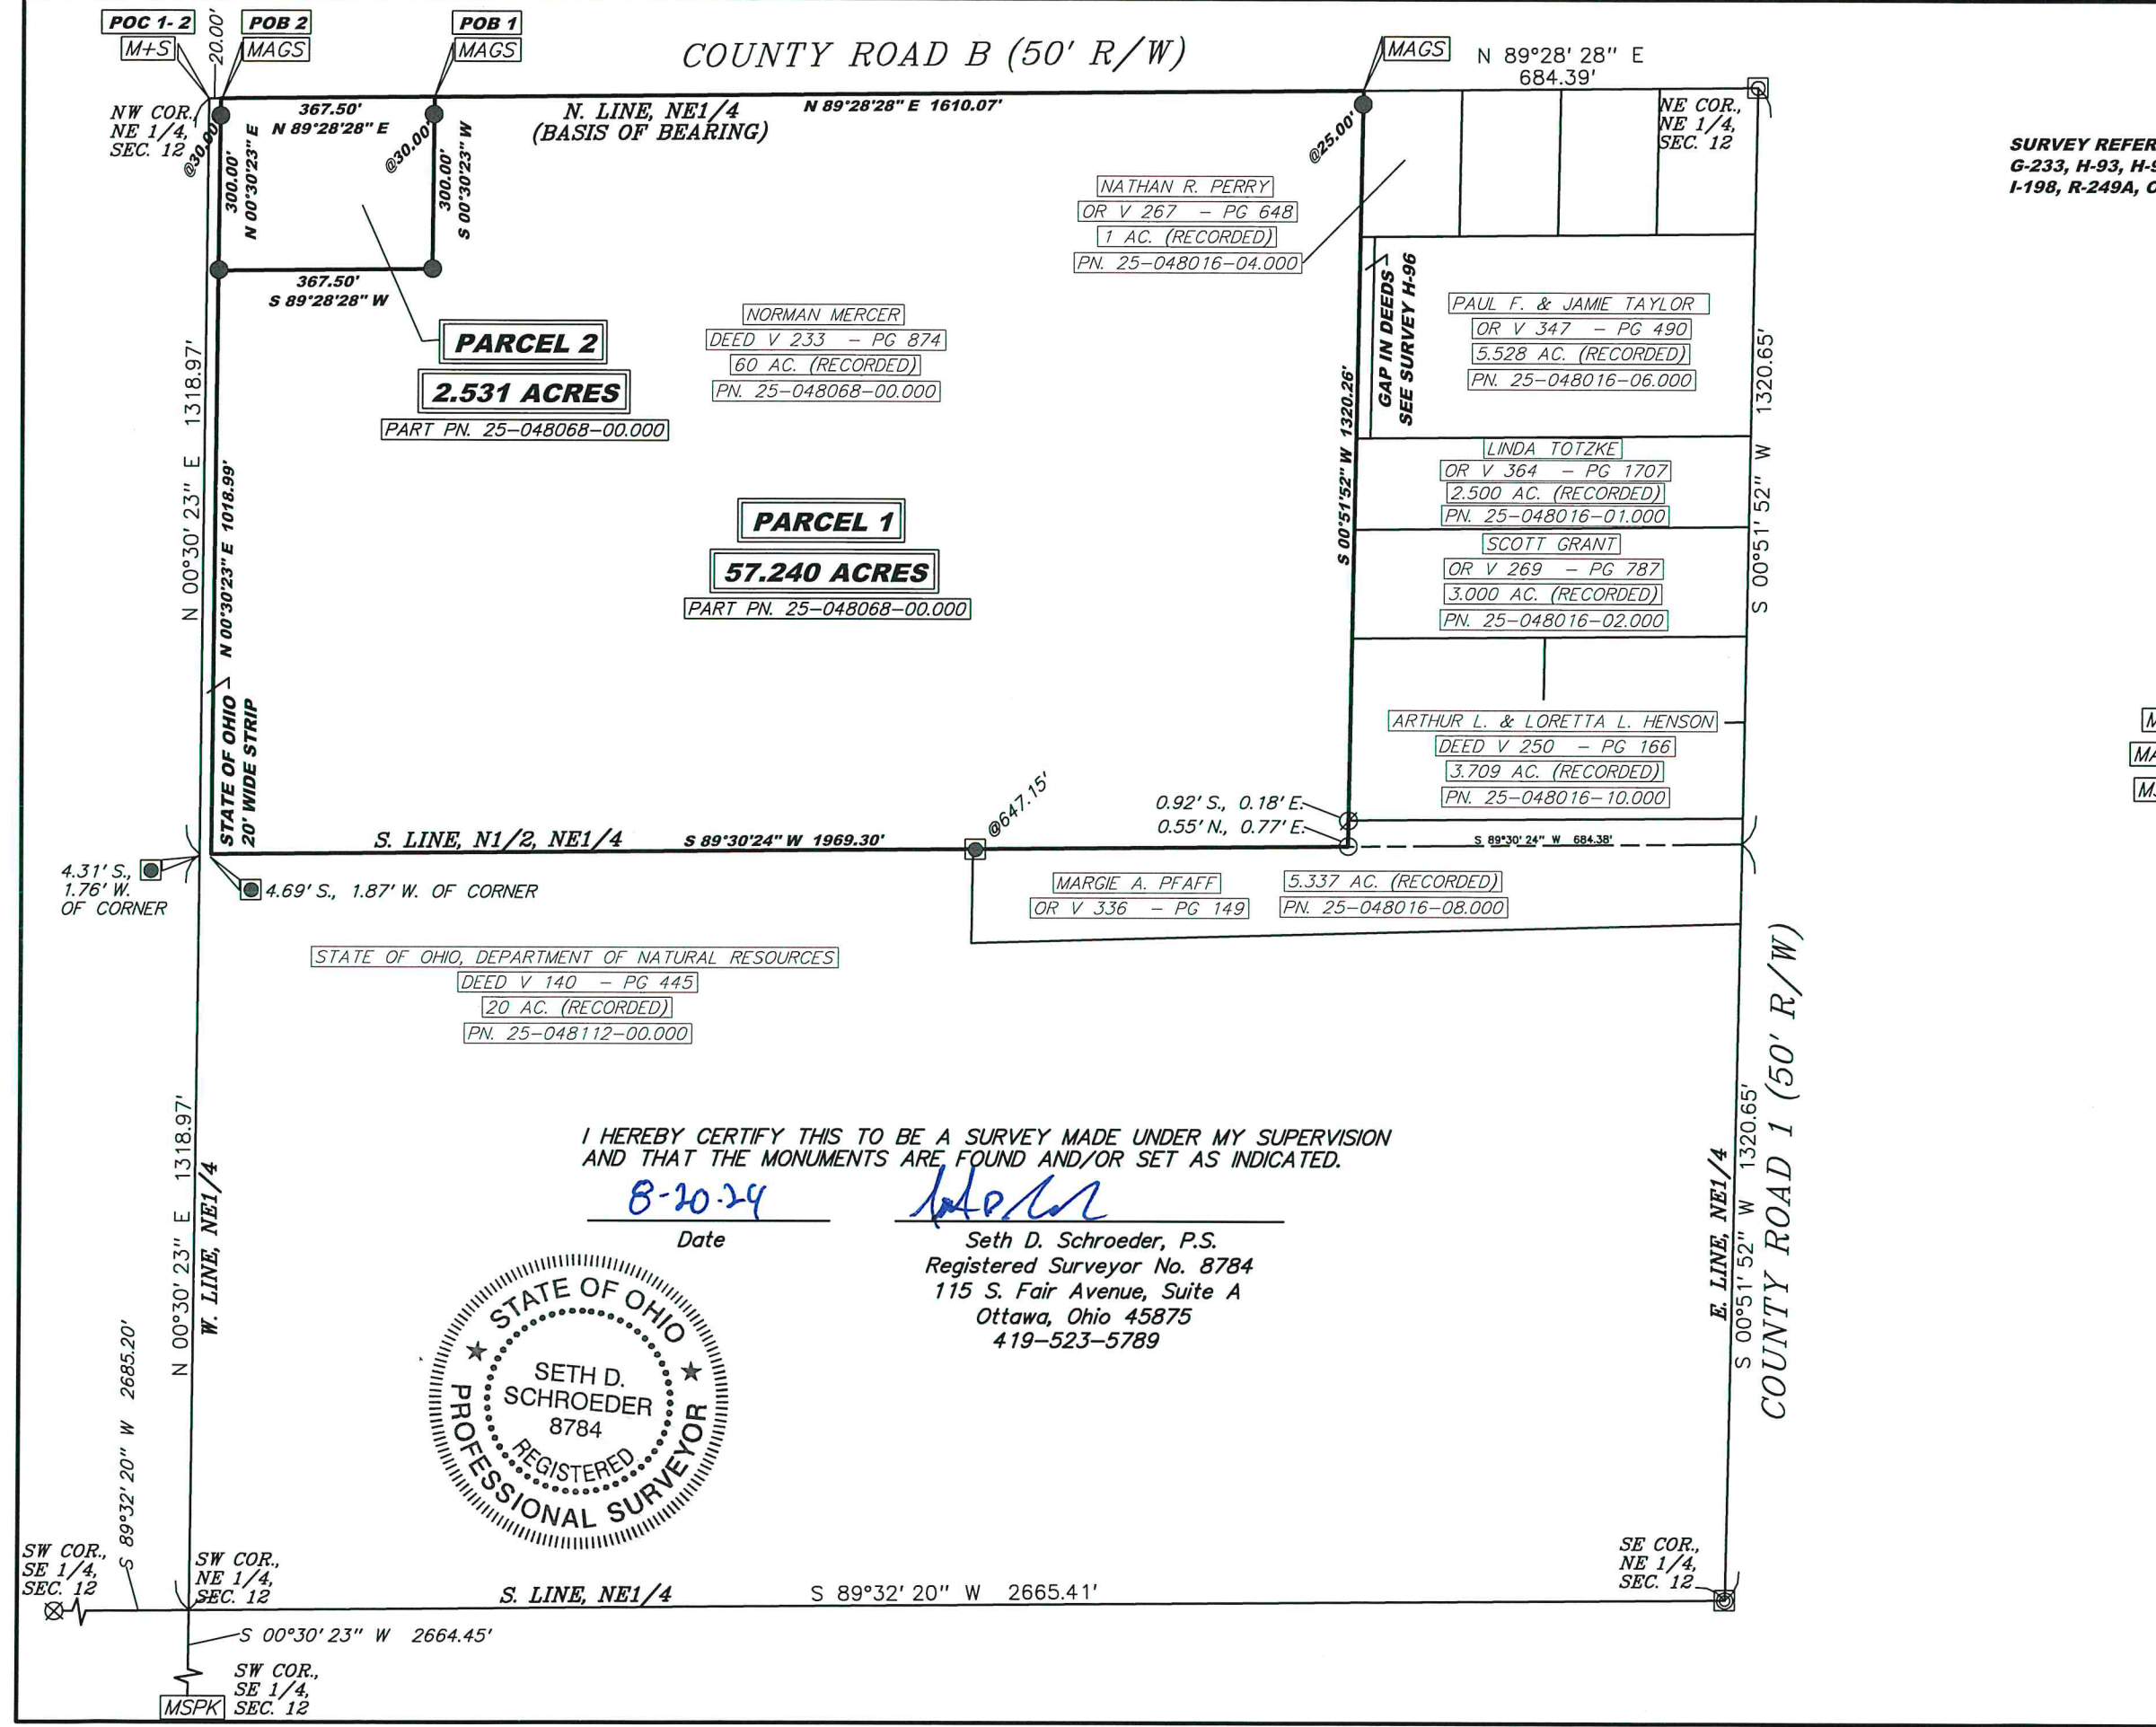 POC 1-2
M+S
20.00'
POB 2
MAGS
POB 1
MAGS
COUNTY ROAD B (50' R/W)
MAGS
N 89°28'28" E
684.39'
NW COR.,
NE 1/4,
SEC. 12
@30.00'
367.50'
N 89°28'28" E
300.00'
N 00°30'23" E
@30.00'
300.00'
S 00°30'23" W
N. LINE, NE1/4
(BASIS OF BEARING)
N 89°28'28" E 1610.07'
@25.00'
NE COR.,
NE 1/4,
SEC. 12
SURVEY REFER
G-233, H-93, H-9
I-198, R-249A, O
367.50'
S 89°28'28" W
NATHAN R. PERRY
OR V 267 - PG 648
1 AC. (RECORDED)
PN. 25-048016-04.000
GAP IN DEEDS
SEE SURVEY H-96
PAUL F. & JAMIE TAYLOR
OR V 347 - PG 490
5.528 AC. (RECORDED)
PN. 25-048016-06.000
NORMAN MERCER
DEED V 233 - PG 874
60 AC. (RECORDED)
PN. 25-048068-00.000
PARCEL 2
2.531 ACRES
PART PN. 25-048068-00.000
N 00°30'23" E 1318.97'
N 00°30'23" E 1018.99'
S 00°51'52" W 1320.26'
S 00°51'52" W 1320.65'
LINDA TOTZKE
OR V 364 - PG 1707
2.500 AC. (RECORDED)
PN. 25-048016-01.000
PARCEL 1
57.240 ACRES
PART PN. 25-048068-00.000
SCOTT GRANT
OR V 269 - PG 787
3.000 AC. (RECORDED)
PN. 25-048016-02.000
STATE OF OHIO
20' WIDE STRIP
ARTHUR L. & LORETTA L. HENSON
DEED V 250 - PG 166
3.709 AC. (RECORDED)
PN. 25-048016-10.000
M
MA
MS
@647.15'
0.92' S., 0.18' E.
0.55' N., 0.77' E.
S. LINE, N1/2, NE1/4
S 89°30'24" W 1969.30'
S 89°30'24" W 684.38'
4.31' S.,
1.76' W.
OF CORNER
4.69' S., 1.87' W. OF CORNER
MARGIE A. PFAFF
OR V 336 - PG 149
5.337 AC. (RECORDED)
PN. 25-048016-08.000
STATE OF OHIO, DEPARTMENT OF NATURAL RESOURCES
DEED V 140 - PG 445
20 AC. (RECORDED)
PN. 25-048112-00.000
COUNTY ROAD 1 (50' R/W)
N 00°30'23" E 1318.97'
W. LINE, NE1/4
E. LINE, NE1/4
S 00°51'52" W 1320.65'
I HEREBY CERTIFY THIS TO BE A SURVEY MADE UNDER MY SUPERVISION
AND THAT THE MONUMENTS ARE FOUND AND/OR SET AS INDICATED.
8-20-24
Date
Seth D. Schroeder, P.S.
Registered Surveyor No. 8784
115 S. Fair Avenue, Suite A
Ottawa, Ohio 45875
419-523-5789
STATE OF OHIO
SETH D.
SCHROEDER
8784
REGISTERED
PROFESSIONAL SURVEYOR
S 89°32'20" W 2685.20'
SW COR.,
SE 1/4,
SEC. 12
SW COR.,
NE 1/4,
SEC. 12
S. LINE, NE1/4
S 89°32'20" W 2665.41'
SE COR.,
NE 1/4,
SEC. 12
S 00°30'23" W 2664.45'
MSPK
SW COR.,
SE 1/4,
SEC. 12